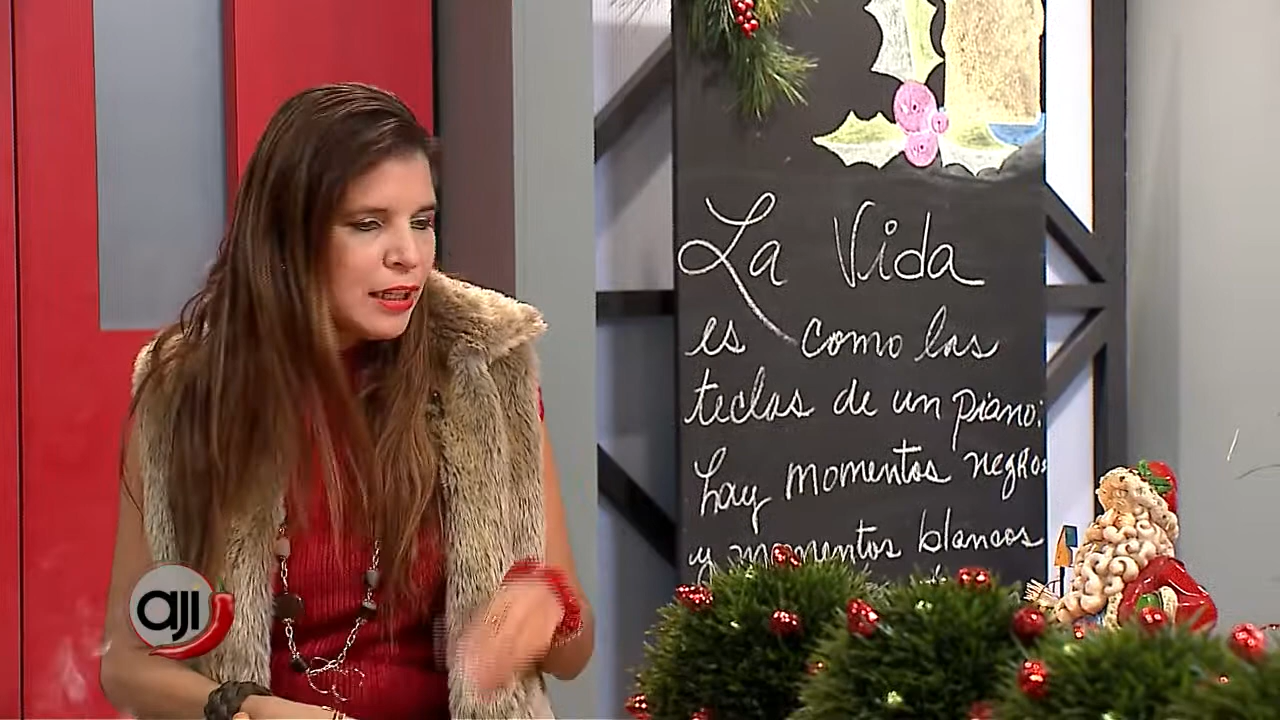 La Vida
es como las
teclas de un piano:
hay momentos negros
y momentos blancos
aji